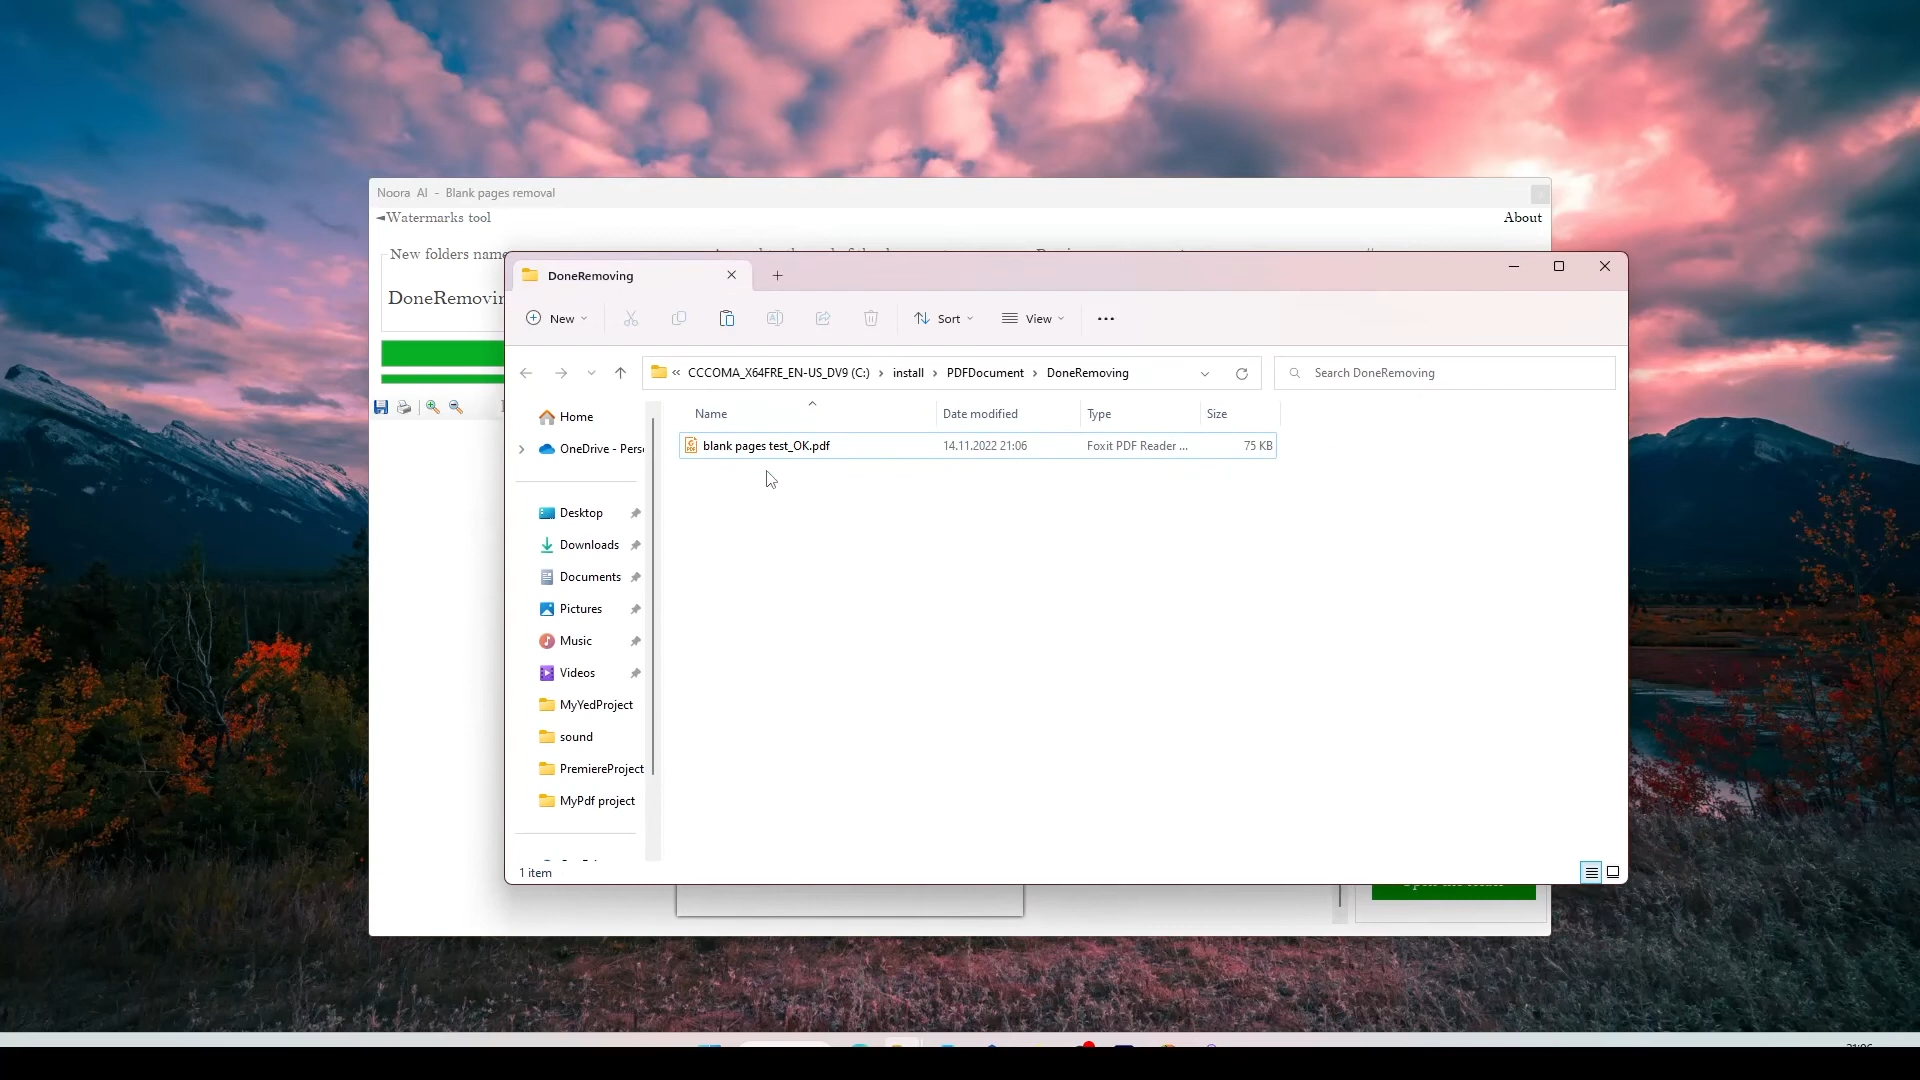 Noora AI - Blank pages removal
◄Watermarks tool
About
New folders name
DoneRemovin
DoneRemoving
New
Sort
View
« CCCOMA_X64FRE_EN-US_DV9 (C:) › install › PDFDocument › DoneRemoving
Search DoneRemoving
Name
Date modified
Type
Size
blank pages test_OK.pdf
14.11.2022 21:06
Foxit PDF Reader ...
75 KB
Home
OneDrive - Perso
Desktop
Downloads
Documents
Pictures
Music
Videos
MyYedProject
sound
PremiereProject
MyPdf project
1 item